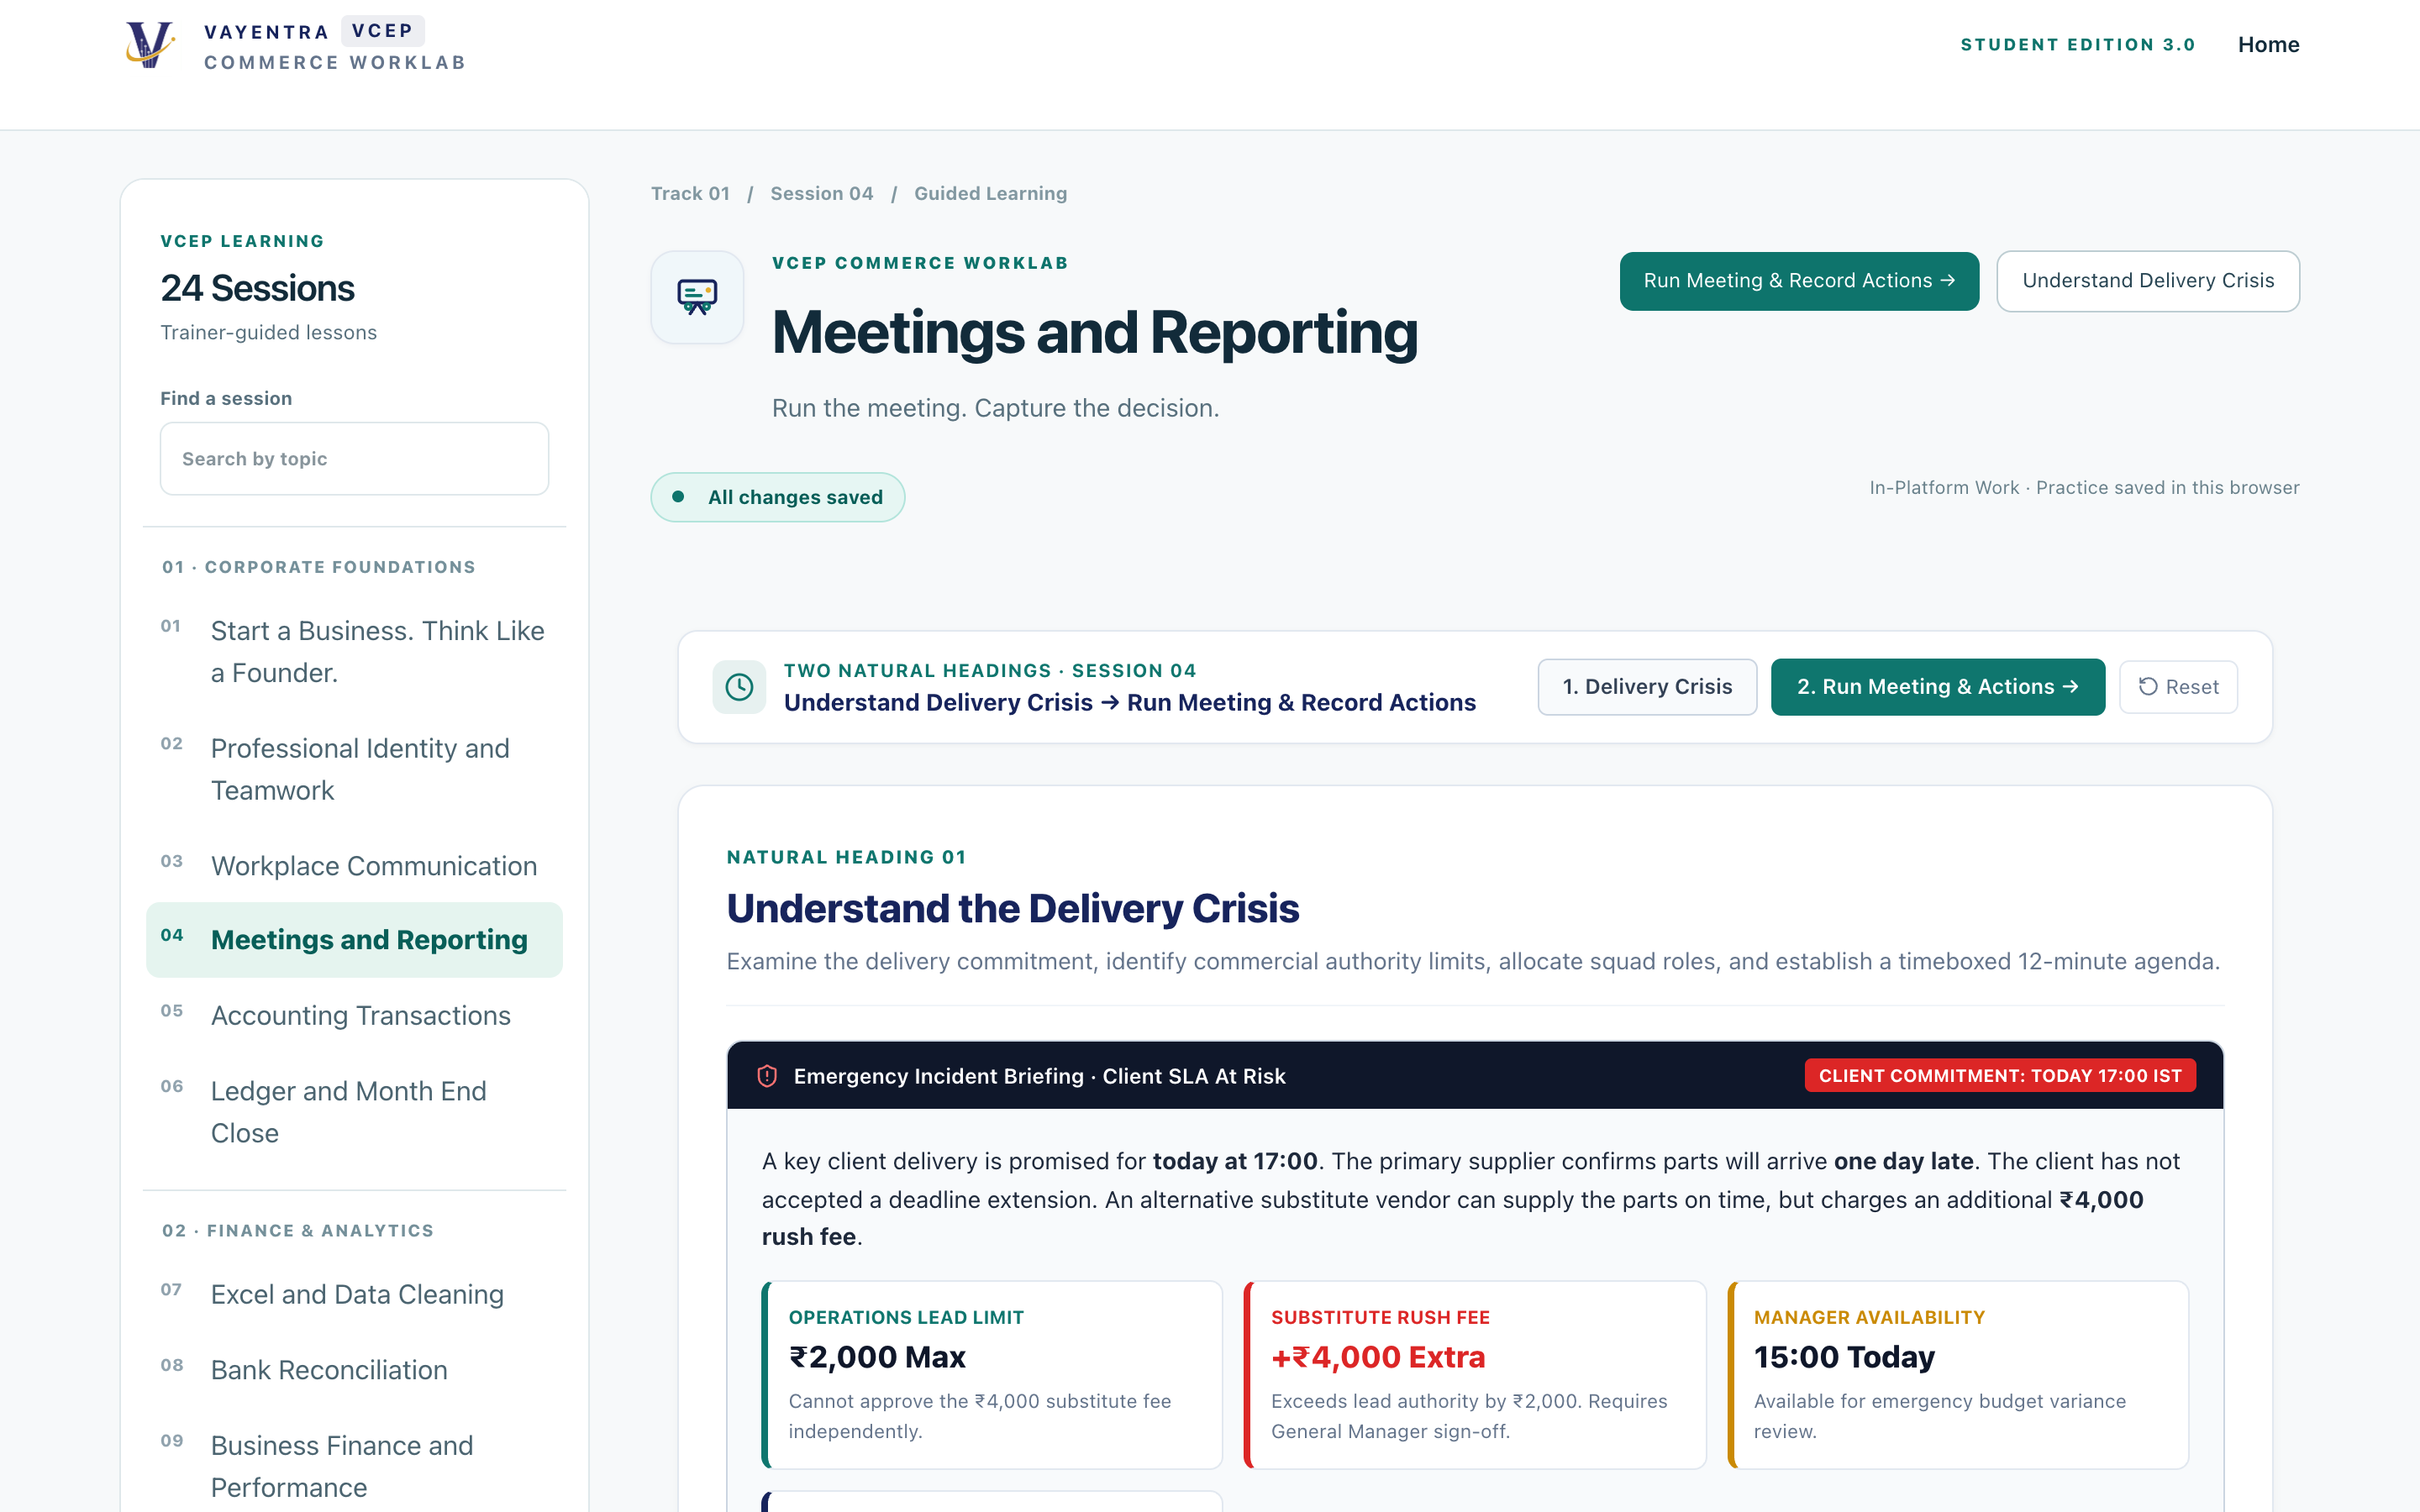 VAYENTRA VCEP
COMMERCE WORKLAB
STUDENT EDITION 3.0
Home
VCEP LEARNING
24 Sessions
Trainer-guided lessons
Find a session
Search by topic
01 · CORPORATE FOUNDATIONS
01 Start a Business. Think Like
a Founder.
02 Professional Identity and
Teamwork
03 Workplace Communication
04 Meetings and Reporting
05 Accounting Transactions
06 Ledger and Month End
Close
02 · FINANCE & ANALYTICS
07 Excel and Data Cleaning
08 Bank Reconciliation
09 Business Finance and
Performance
Track 01 / Session 04 / Guided Learning
VCEP COMMERCE WORKLAB
Meetings and Reporting
Run the meeting. Capture the decision.
Run Meeting & Record Actions →
Understand Delivery Crisis
All changes saved
In-Platform Work · Practice saved in this browser
TWO NATURAL HEADINGS · SESSION 04
Understand Delivery Crisis → Run Meeting & Record Actions
1. Delivery Crisis
2. Run Meeting & Actions →
Reset
NATURAL HEADING 01
Understand the Delivery Crisis
Examine the delivery commitment, identify commercial authority limits, allocate squad roles, and establish a timeboxed 12-minute agenda.
Emergency Incident Briefing · Client SLA At Risk
CLIENT COMMITMENT: TODAY 17:00 IST
A key client delivery is promised for today at 17:00. The primary supplier confirms parts will arrive one day late. The client has not
accepted a deadline extension. An alternative substitute vendor can supply the parts on time, but charges an additional ₹4,000
rush fee.
OPERATIONS LEAD LIMIT
₹2,000 Max
Cannot approve the ₹4,000 substitute fee
independently.
SUBSTITUTE RUSH FEE
+₹4,000 Extra
Exceeds lead authority by ₹2,000. Requires
General Manager sign-off.
MANAGER AVAILABILITY
15:00 Today
Available for emergency budget variance
review.